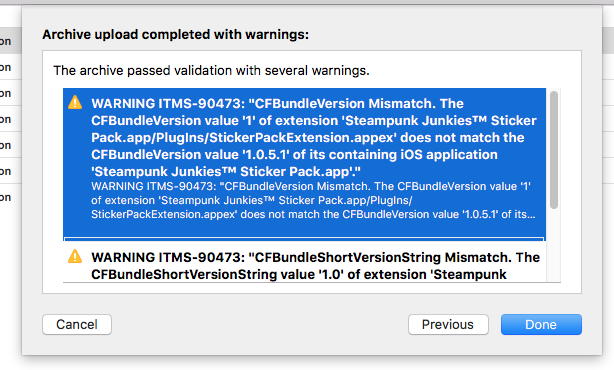 Archive upload completed with warnings:
on
The archive passed validation with several warnings.
on
WARNING ITMS-90473: "CFBundleVersion Mismatch. The
CFBundleVersion value '1' of extension 'Steampunk Junkies™ Sticker
on
Pack.app/PlugIns/StickerPackExtension.appex' does not match the
on
CFBundleVersion value '1.0.5.1' of its containing iOS application
'Steampunk Junkies™ Sticker Pack.app'."
on
WARNING ITMS-90473: "CFBundleVersion Mismatch. The CFBundleVersion value '1'
on
of extension 'Steampunk Junkies™ Sticker Pack.app/PlugIns/
StickerPackExtension.appex' does not match the CFBundleVersion value '1.0.5.1' of its...
WARNING ITMS-90473: "CFBundleShortVersionString Mismatch. The
CFBundleShortVersionString value '1.0' of extension 'Steampunk
Cancel
Previous
Done